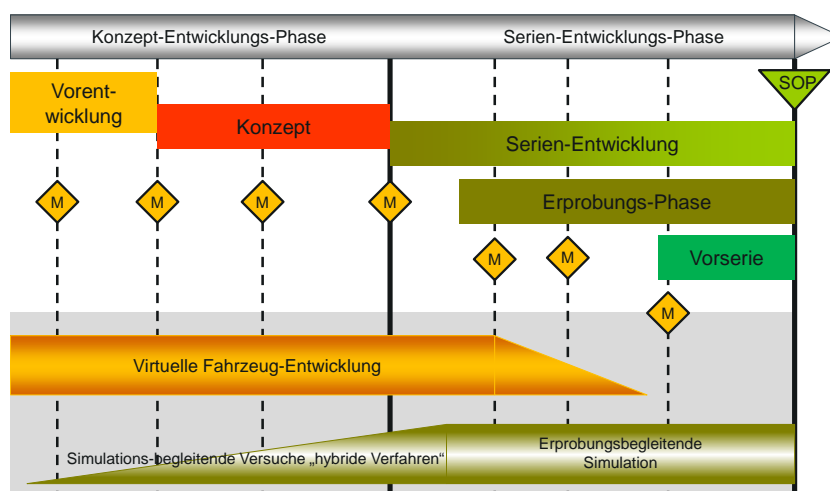 Konzept-Entwicklungs-Phase
Serien-Entwicklungs-Phase
SOP
Vorent-
wicklung
Konzept
Serien-Entwicklung
M
M
M
M
Erprobungs-Phase
M
M
Vorserie
M
Virtuelle Fahrzeug-Entwicklung
Simulations-begleitende Versuche „hybride Verfahren“
Erprobungsbegleitende
Simulation